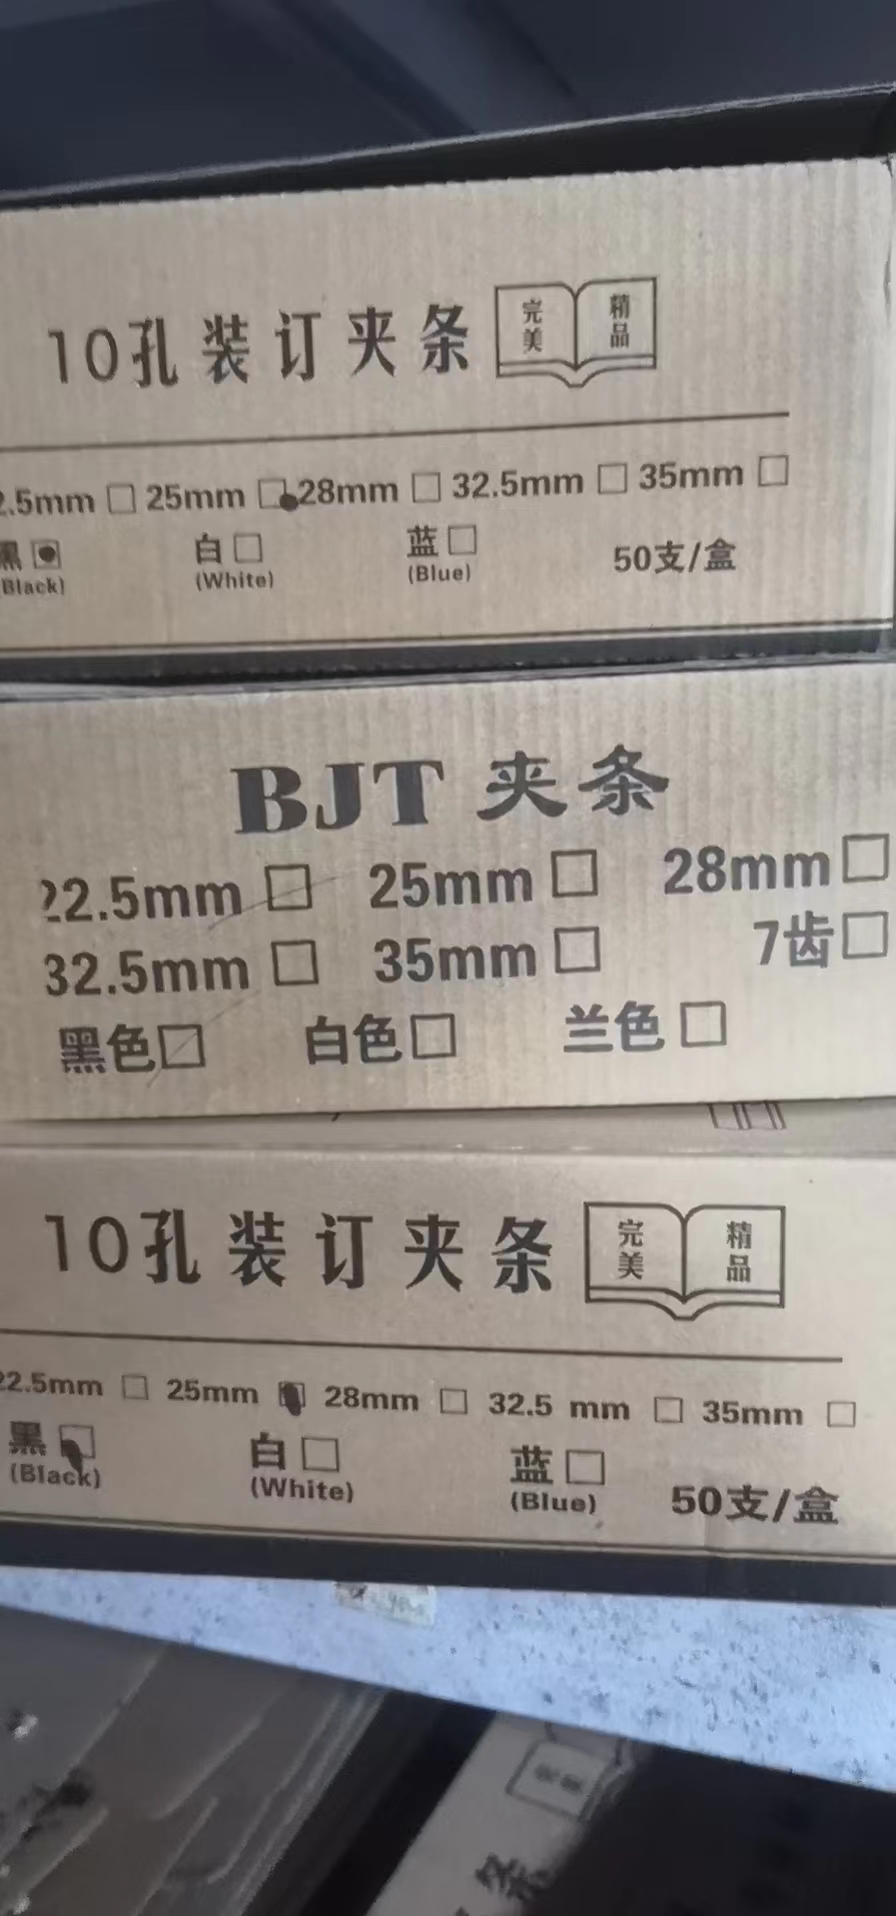 10孔装订夹条 完美 精品
2.5mm □ 25mm □ 28mm □ 32.5mm □ 35mm □
黑 □ 白 □ 蓝 □ 50支/盒
(Black) (White) (Blue)
BJT 夹条
22.5mm □ 25mm □ 28mm □
32.5mm □ 35mm □ 7齿 □
黑色 □ 白色 □ 兰色 □
10孔装订夹条 完美 精品
22.5mm □ 25mm □ 28mm □ 32.5 mm □ 35mm □
黑 □ 白 □ 蓝 □ 50支/盒
(Black) (White) (Blue)
条